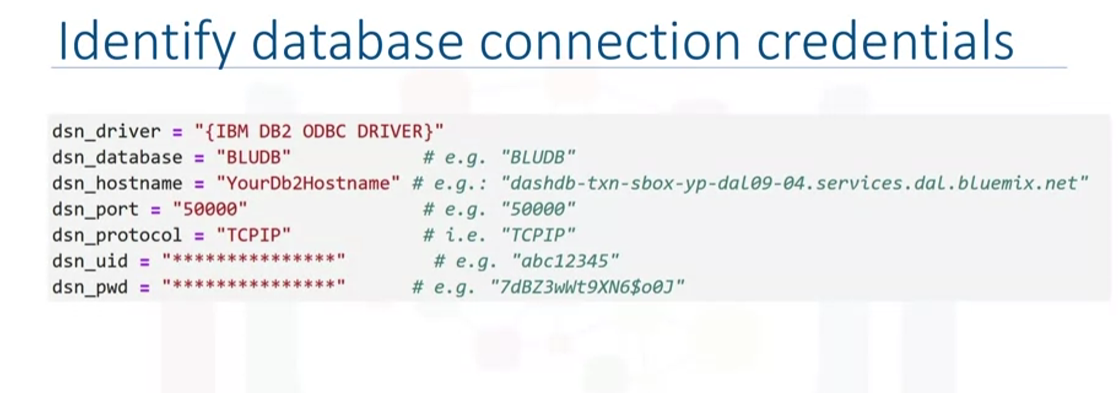 Identify database connection credentials
dsn_driver = "{IBM DB2 ODBC DRIVER}"
dsn_database = "BLUDB" # e.g. "BLUDB"
dsn_hostname = "YourDb2Hostname" # e.g.: "dashdb-txn-sbox-yp-dal09-04.services.dal.bluemix.net"
dsn_port = "50000" # e.g. "50000"
dsn_protocol = "TCPIP" # i.e. "TCPIP"
dsn_uid = "***************" # e.g. "abc12345"
dsn_pwd = "***************" # e.g. "7dBZ3wWt9XN6$o0J"